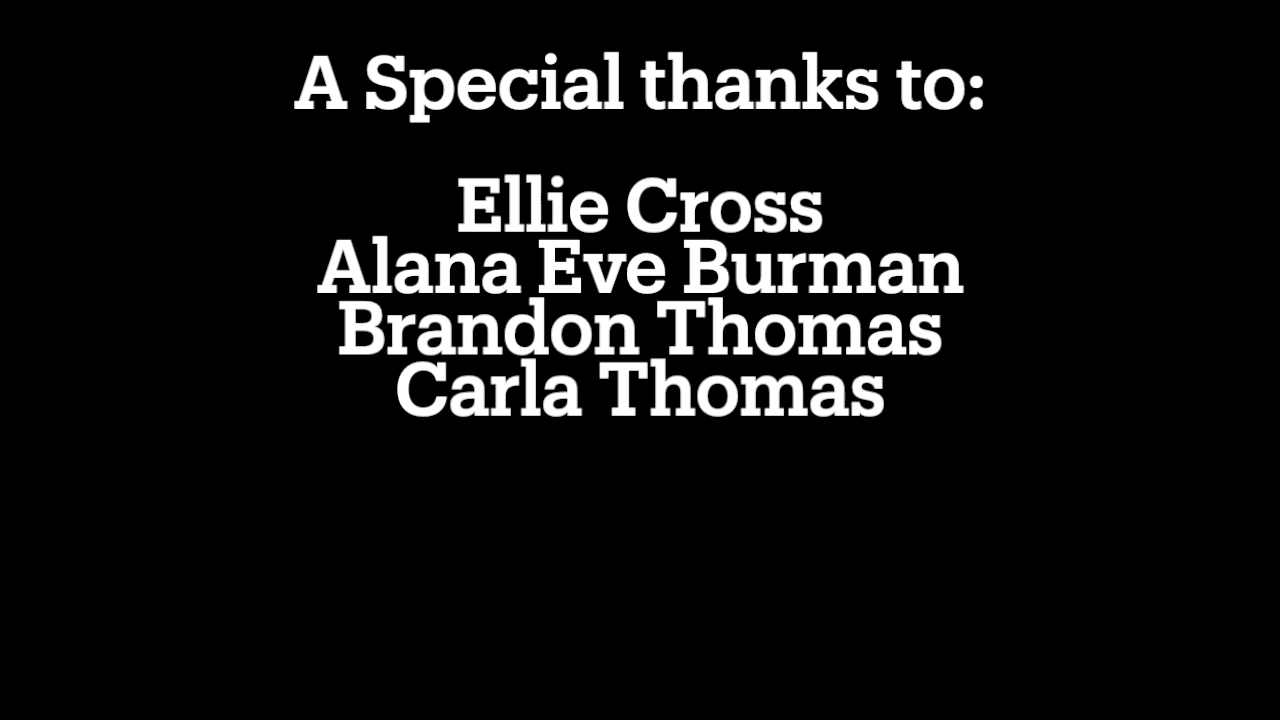 A Special thanks to:
Ellie Cross
Alana Eve Burman
Brandon Thomas
Carla Thomas